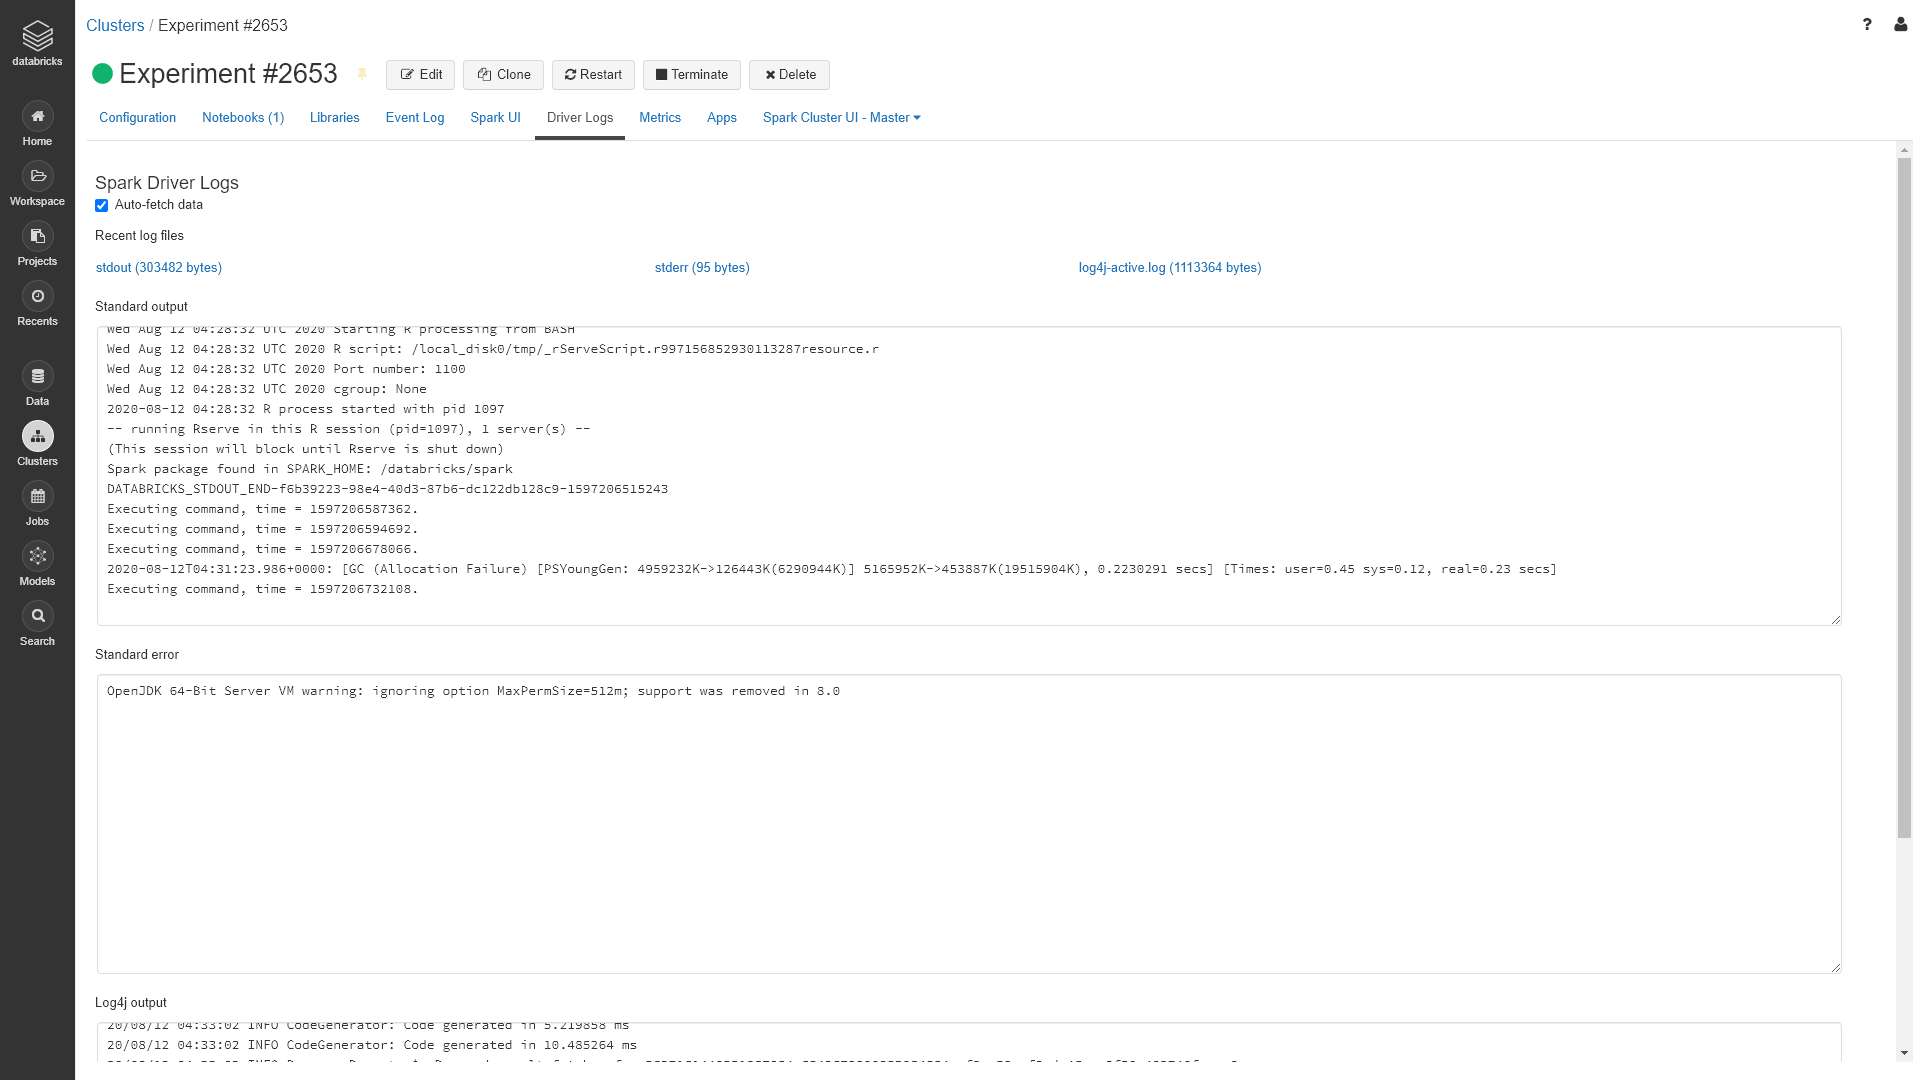 databricks
Home
Workspace
Projects
Recents
Data
Clusters
Jobs
Models
Search
Clusters / Experiment #2653
?
Experiment #2653 Edit Clone Restart Terminate Delete
Configuration Notebooks (1) Libraries Event Log Spark UI Driver Logs Metrics Apps Spark Cluster UI - Master
Spark Driver Logs
Auto-fetch data
Recent log files
stdout (303482 bytes) stderr (95 bytes) log4j-active.log (1113364 bytes)
Standard output
Wed Aug 12 04:28:32 UTC 2020 Starting R processing from BASH
Wed Aug 12 04:28:32 UTC 2020 R script: /local_disk0/tmp/_rServeScript.r997156852930113287resource.r
Wed Aug 12 04:28:32 UTC 2020 Port number: 1100
Wed Aug 12 04:28:32 UTC 2020 cgroup: None
2020-08-12 04:28:32 R process started with pid 1097
-- running Rserve in this R session (pid=1097), 1 server(s) --
(This session will block until Rserve is shut down)
Spark package found in SPARK_HOME: /databricks/spark
DATABRICKS_STDOUT_END-f6b39223-98e4-40d3-87b6-dc122db128c9-1597206515243
Executing command, time = 1597206587362.
Executing command, time = 1597206594692.
Executing command, time = 1597206678066.
2020-08-12T04:31:23.986+0000: [GC (Allocation Failure) [PSYoungGen: 4959232K->126443K(6290944K)] 5165952K->453887K(19515904K), 0.2230291 secs] [Times: user=0.45 sys=0.12, real=0.23 secs]
Executing command, time = 1597206732108.
Standard error
OpenJDK 64-Bit Server VM warning: ignoring option MaxPermSize=512m; support was removed in 8.0
Log4j output
20/08/12 04:33:02 INFO CodeGenerator: Code generated in 5.219858 ms
20/08/12 04:33:02 INFO CodeGenerator: Code generated in 10.485264 ms